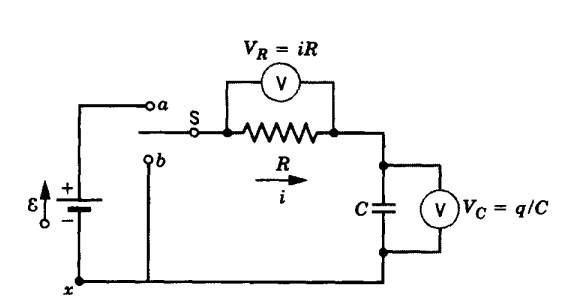 V_R = iR
V
a
S
b
R
i
ε
+
−
C
V
V_C = q/C
x